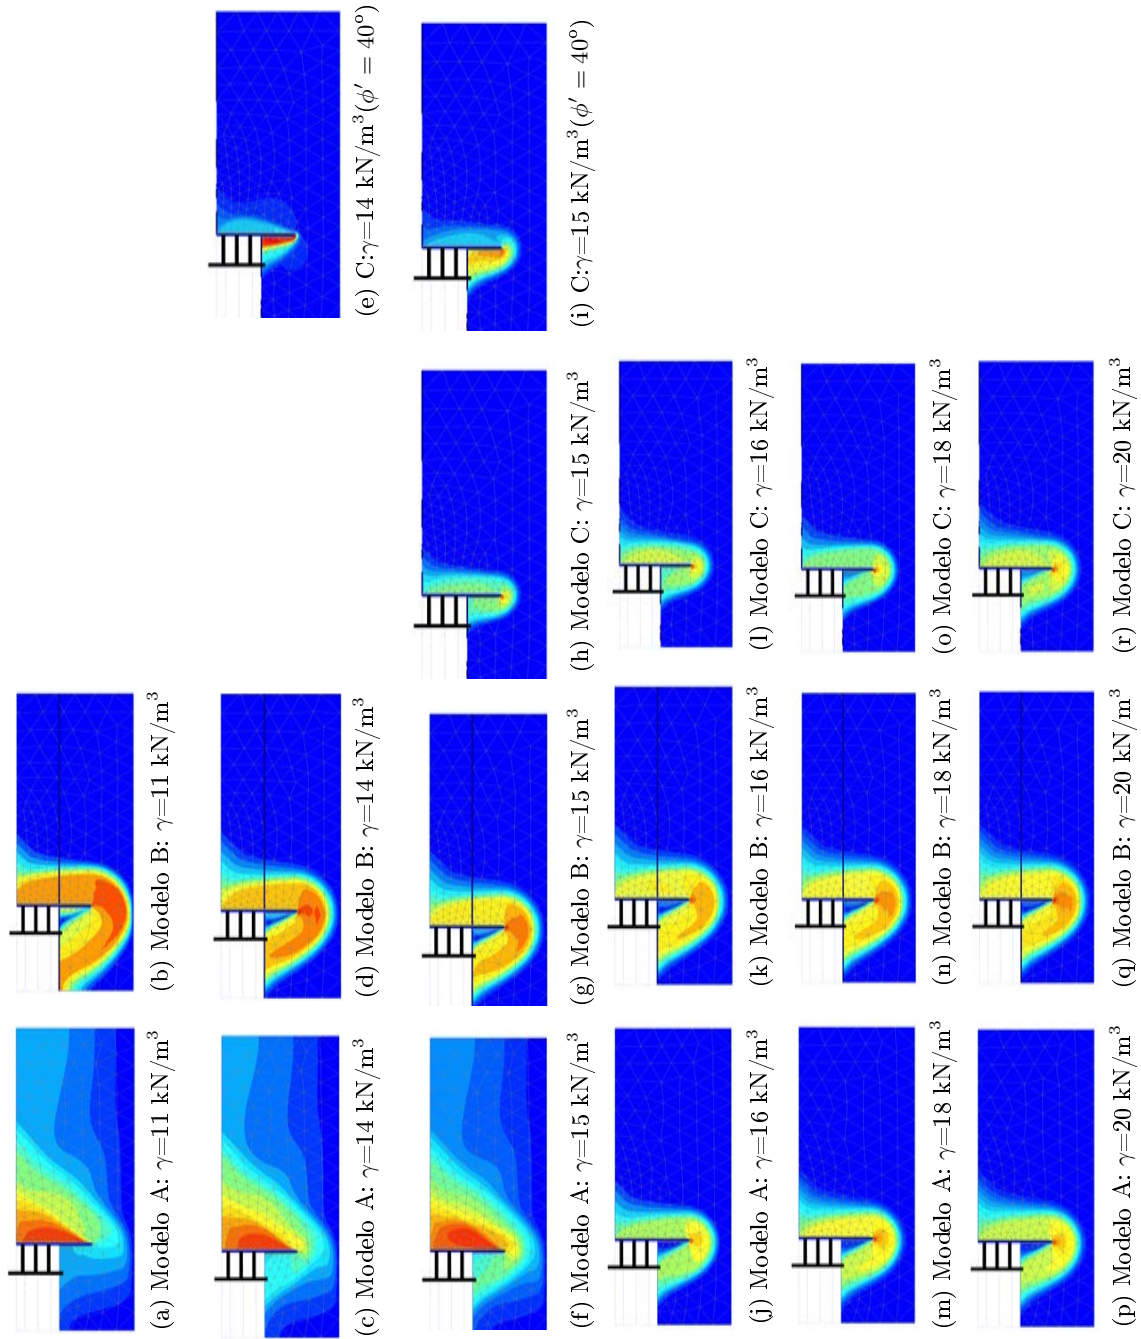 (a) Modelo A: γ=11 kN/m³
(b) Modelo B: γ=11 kN/m³
(c) Modelo A: γ=14 kN/m³
(d) Modelo B: γ=14 kN/m³
(e) C:γ=14 kN/m³(ϕ′ = 40º)
(f) Modelo A: γ=15 kN/m³
(g) Modelo B: γ=15 kN/m³
(h) Modelo C: γ=15 kN/m³
(i) C:γ=15 kN/m³(ϕ′ = 40º)
(j) Modelo A: γ=16 kN/m³
(k) Modelo B: γ=16 kN/m³
(l) Modelo C: γ=16 kN/m³
(m) Modelo A: γ=18 kN/m³
(n) Modelo B: γ=18 kN/m³
(o) Modelo C: γ=18 kN/m³
(p) Modelo A: γ=20 kN/m³
(q) Modelo B: γ=20 kN/m³
(r) Modelo C: γ=20 kN/m³